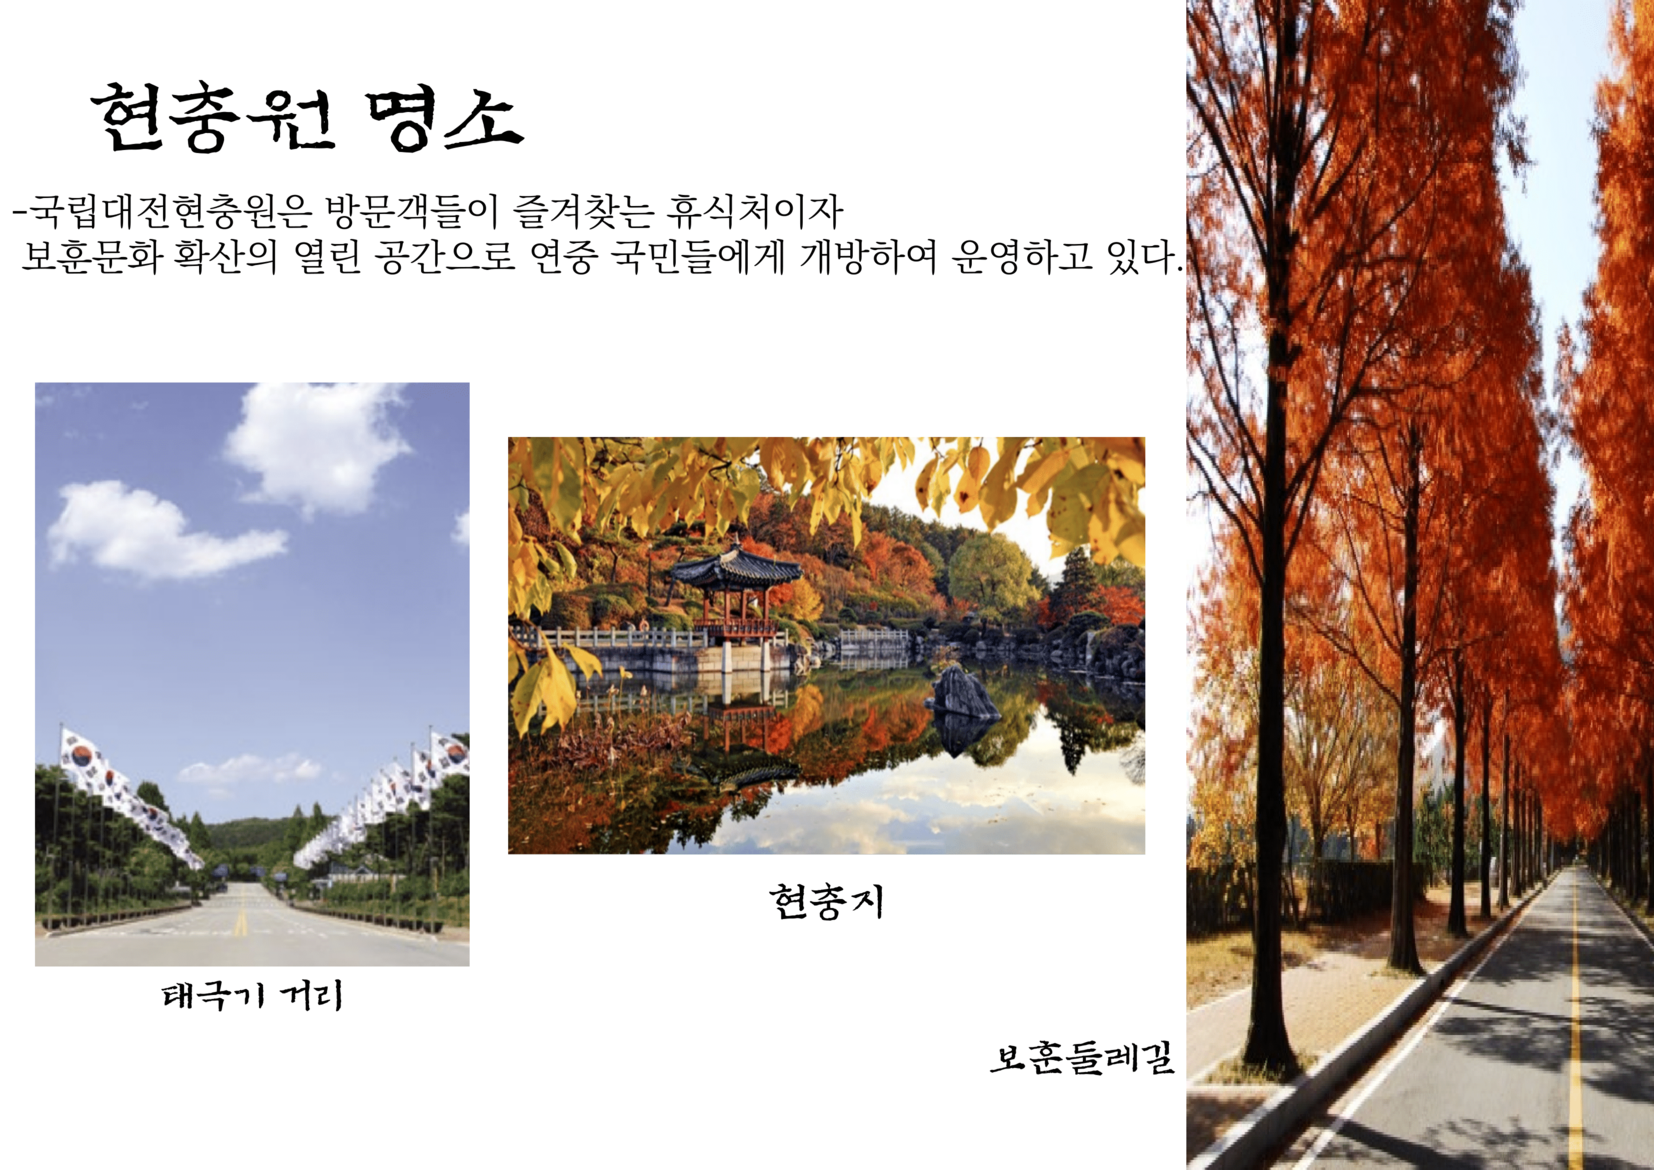 현충원 명소
-국립대전현충원은 방문객들이 즐겨찾는 휴식처이자
보훈문화 확산의 열린 공간으로 연중 국민들에게 개방하여 운영하고 있다.
현충지
태극기 거리
보훈둘레길